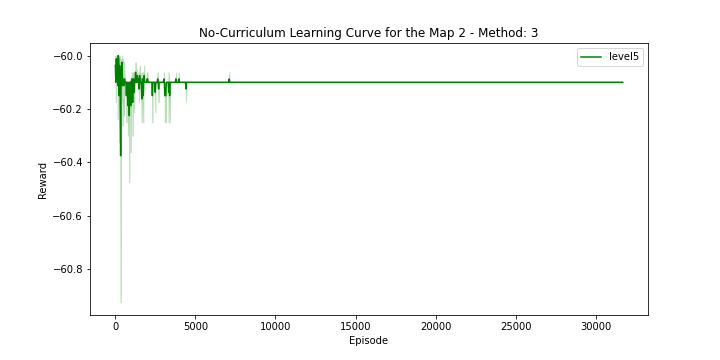 No-Curriculum Learning Curve for the Map 2 - Method: 3
level5
Reward
−60.0
−60.2
−60.4
−60.6
−60.8
0 5000 10000 15000 20000 25000 30000
Episode